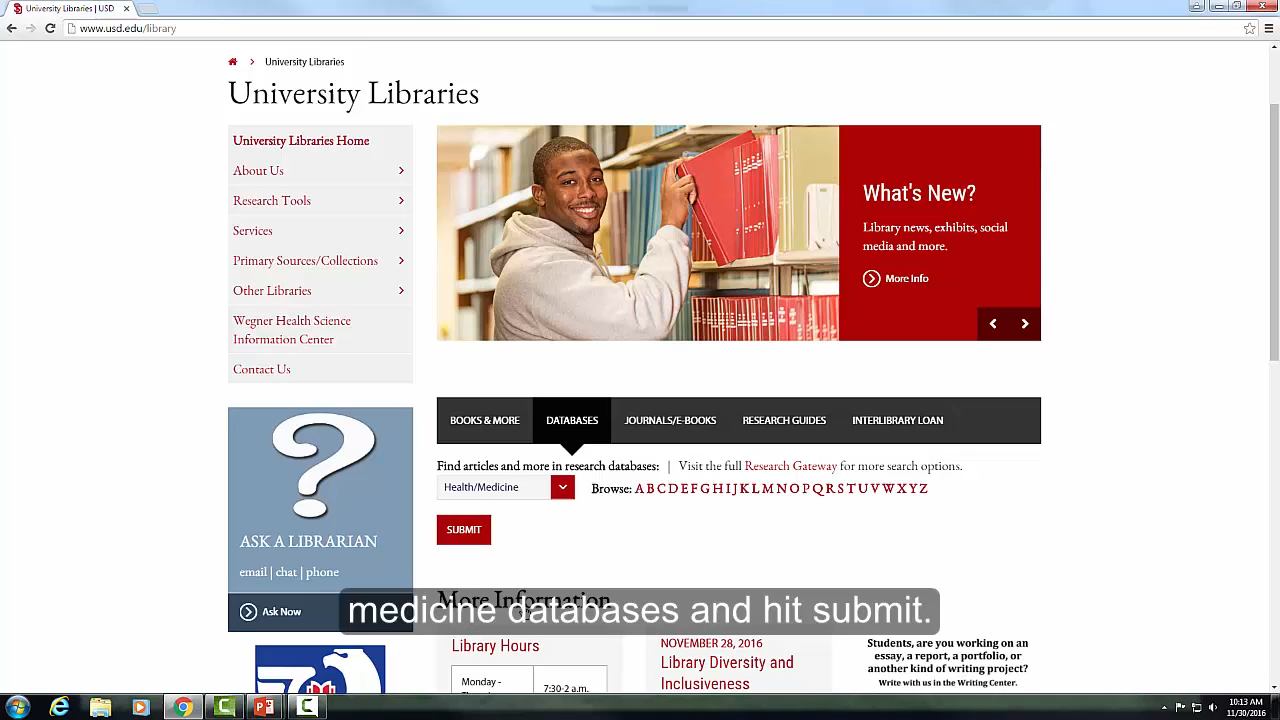 University Libraries | USD
www.usd.edu/library
University Libraries
University Libraries
University Libraries Home
About Us
Research Tools
Services
Primary Sources/Collections
Other Libraries
Wegner Health Science
Information Center
Contact Us
What's New?
Library news, exhibits, social
media and more.
More Info
ASK A LIBRARIAN
email | chat | phone
Ask Now
BOOKS & MORE DATABASES JOURNALS/E-BOOKS RESEARCH GUIDES INTERLIBRARY LOAN
Find articles and more in research databases: | Visit the full Research Gateway for more search options.
Health/Medicine Browse: A B C D E F G H I J K L M N O P Q R S T U V W X Y Z
SUBMIT
More Information
medicine databases and hit submit.
Library Hours
Monday -
7:30-2 a.m.
NOVEMBER 28, 2016
Library Diversity and
Inclusiveness
Students, are you working on an
essay, a report, a portfolio, or
another kind of writing project?
Write with us in the Writing Center.
10:13 AM
11/30/2016